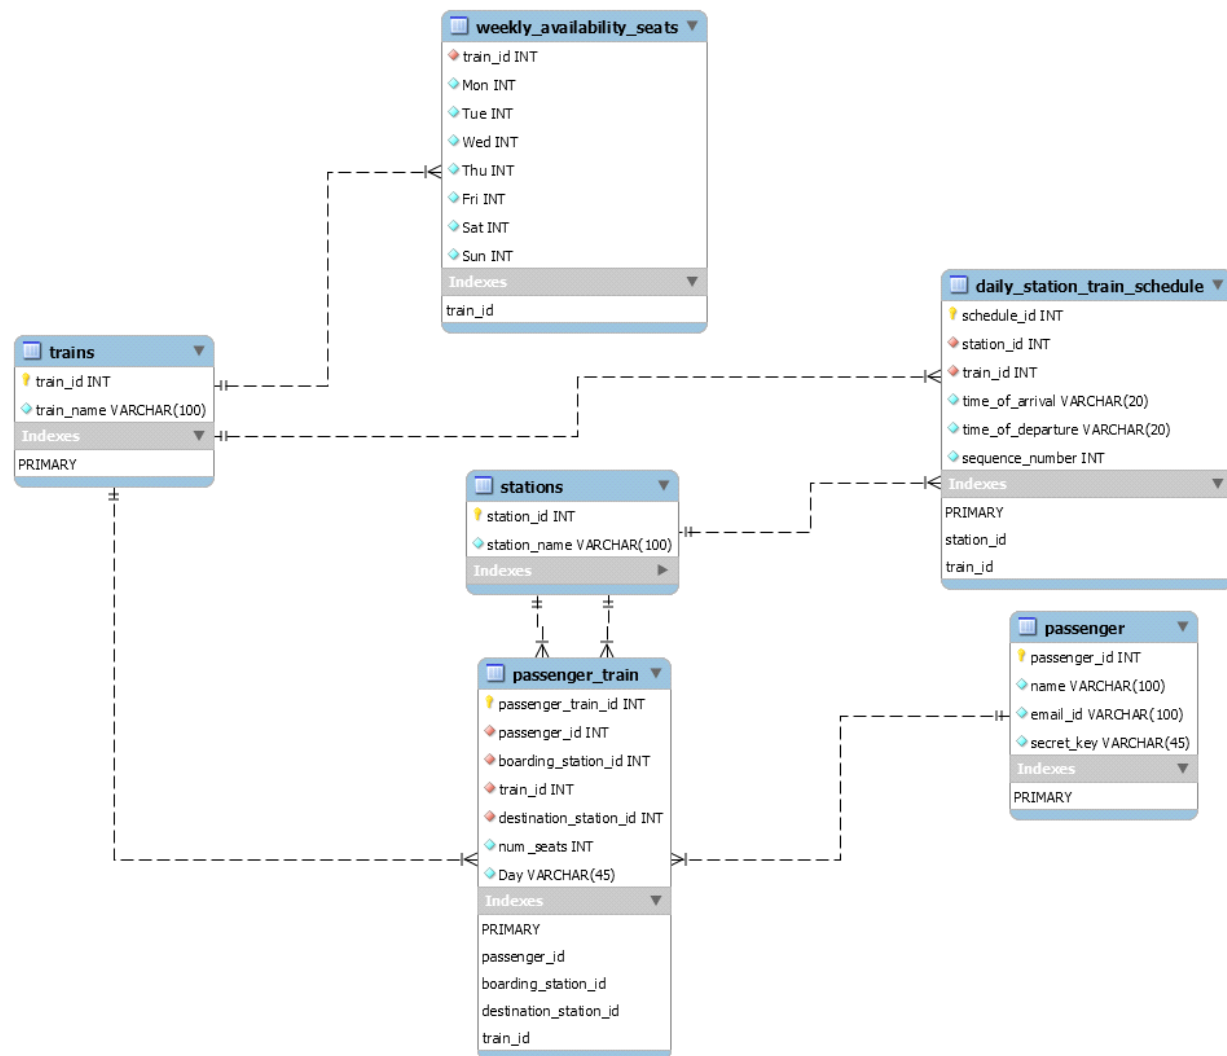 weekly_availability_seats
train_id INT
Mon INT
Tue INT
Wed INT
Thu INT
Fri INT
Sat INT
Sun INT
Indexes
train_id
daily_station_train_schedule
schedule_id INT
station_id INT
train_id INT
time_of_arrival VARCHAR(20)
time_of_departure VARCHAR(20)
sequence_number INT
Indexes
PRIMARY
station_id
train_id
trains
train_id INT
train_name VARCHAR(100)
Indexes
PRIMARY
stations
station_id INT
station_name VARCHAR(100)
Indexes
passenger
passenger_id INT
name VARCHAR(100)
email_id VARCHAR(100)
secret_key VARCHAR(45)
Indexes
PRIMARY
passenger_train
passenger_train_id INT
passenger_id INT
boarding_station_id INT
train_id INT
destination_station_id INT
num_seats INT
Day VARCHAR(45)
Indexes
PRIMARY
passenger_id
boarding_station_id
destination_station_id
train_id